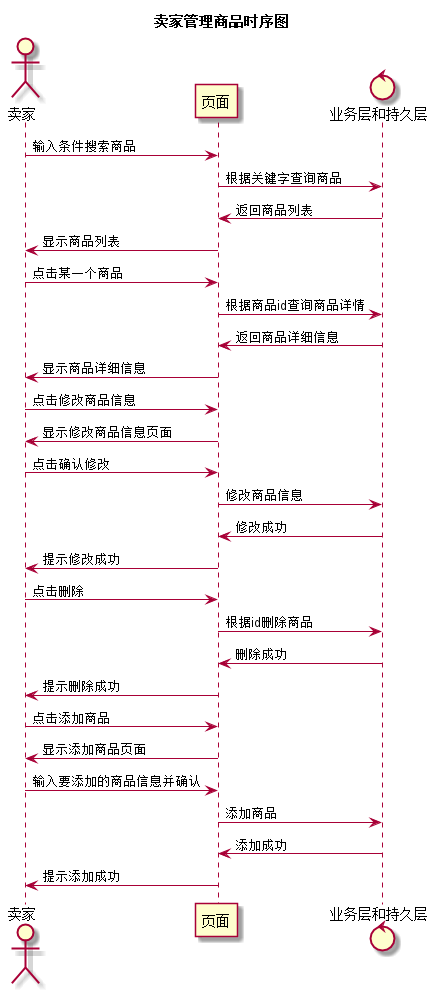 卖家管理商品时序图
卖家
页面
业务层和持久层
输入条件搜索商品
根据关键字查询商品
返回商品列表
显示商品列表
点击某一个商品
根据商品id查询商品详情
返回商品详细信息
显示商品详细信息
点击修改商品信息
显示修改商品信息页面
点击确认修改
修改商品信息
修改成功
提示修改成功
点击删除
根据id删除商品
删除成功
提示删除成功
点击添加商品
显示添加商品页面
输入要添加的商品信息并确认
添加商品
添加成功
提示添加成功
卖家
页面
业务层和持久层